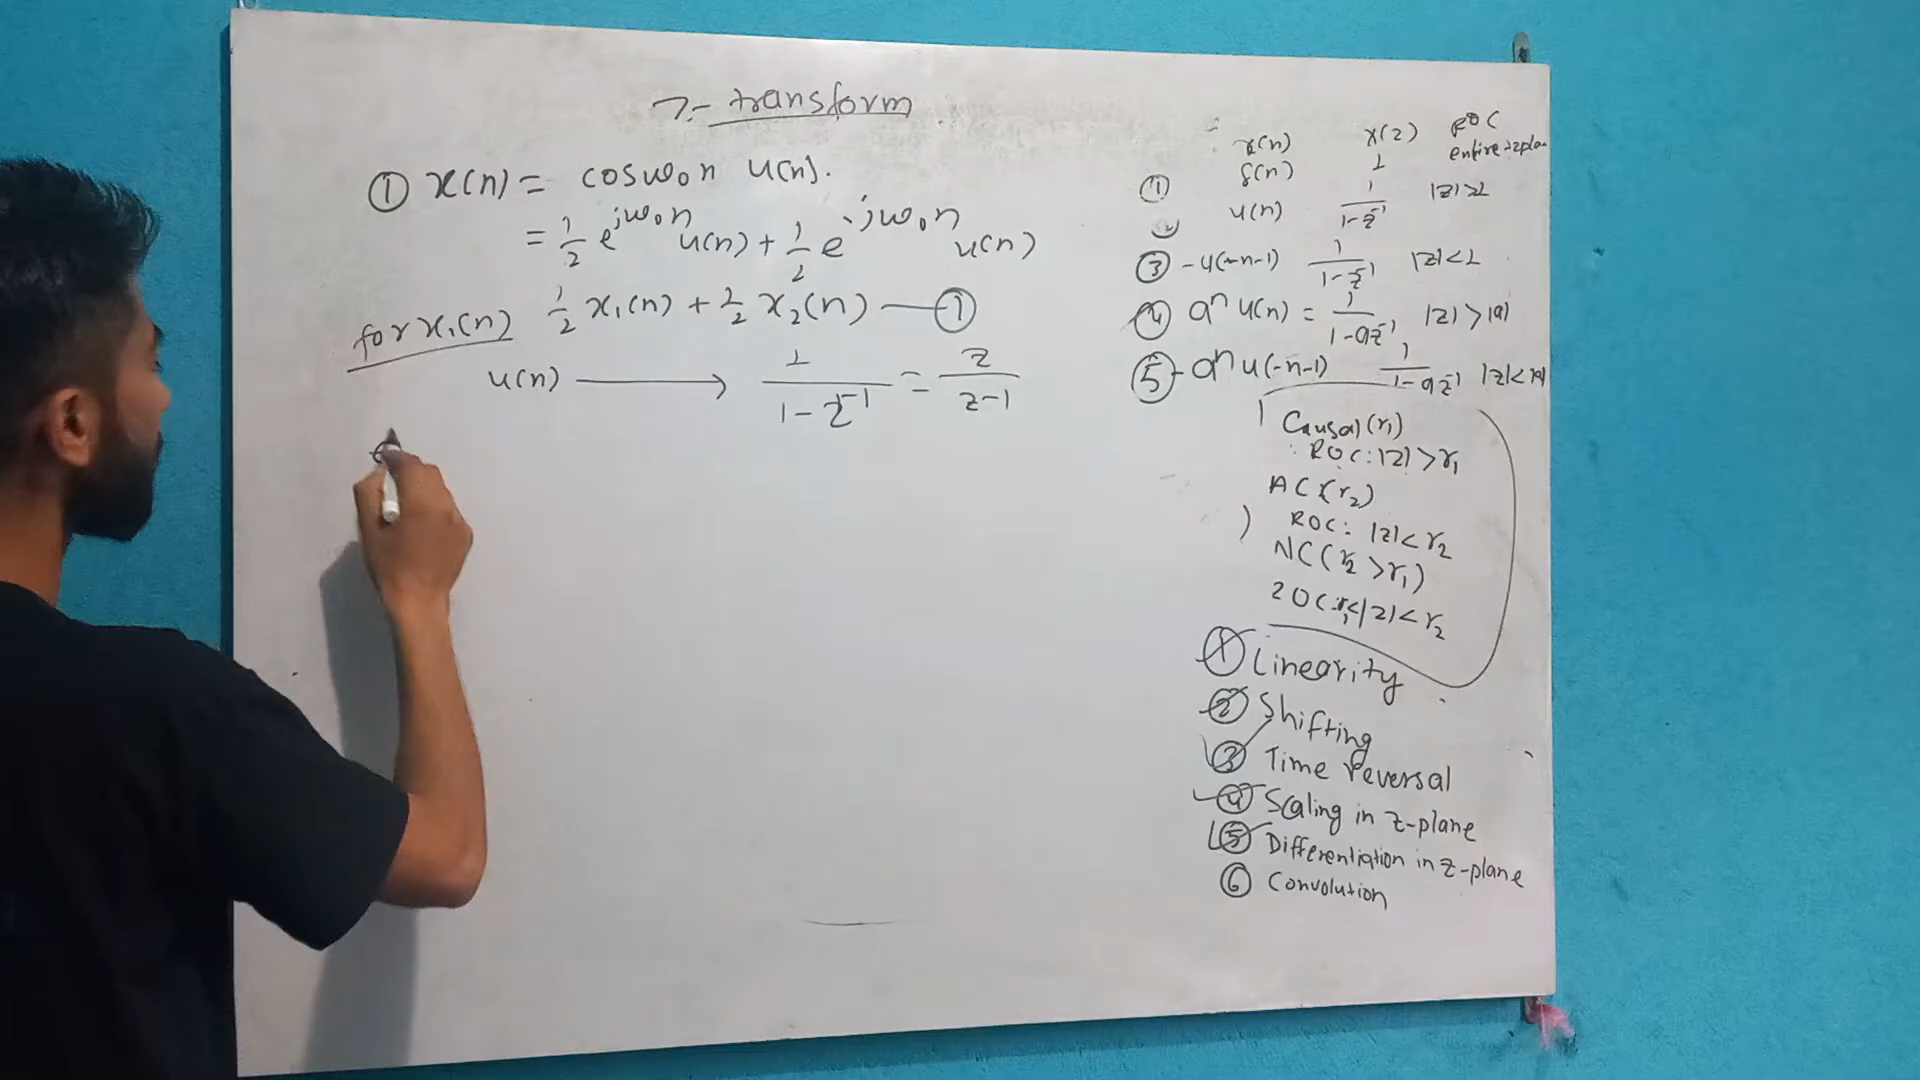 Z-transform
① x(n) = cosω₀n u(n).
= 1/2 e^jω₀n u(n) + 1/2 e^-jω₀n u(n)
1/2 x₁(n) + 1/2 x₂(n) — ①
for x₁(n)
u(n) ⟶ 1/(1-z⁻¹) = z/(z-1)
x(n) X(z) ROC
① δ(n) 1 entire z plan
② u(n) 1/(1-z⁻¹) |z|>1
③ -u(-n-1) 1/(1-z⁻¹) |z|<1
④ aⁿ u(n) = 1/(1-az⁻¹) |z|>|a|
⑤ -aⁿ u(-n-1) 1/(1-az⁻¹) |z|<|a|
Causal (r₁)
ROC: |z|>r₁
AC (r₂)
ROC: |z|<r₂
NC (r₂>r₁)
ROC: r₁<|z|<r₂
① Linearity
② Shifting
③ Time reversal
④ Scaling in z-plane
⑤ Differentiation in z-plane
⑥ Convolution